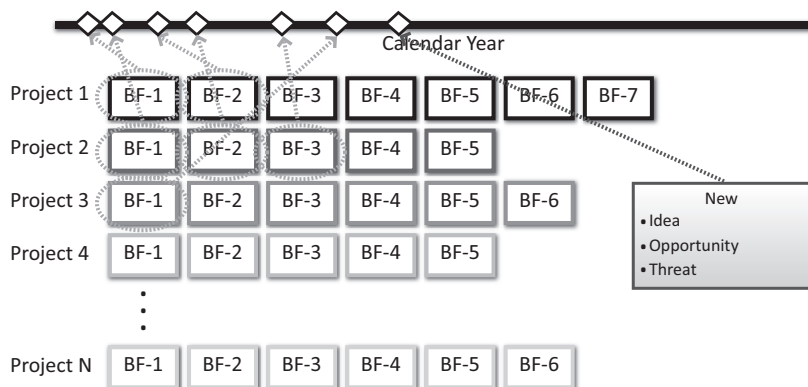 Calendar Year
Project 1 BF-1 BF-2 BF-3 BF-4 BF-5 BF-6 BF-7
Project 2 BF-1 BF-2 BF-3 BF-4 BF-5
Project 3 BF-1 BF-2 BF-3 BF-4 BF-5 BF-6
New
• Idea
• Opportunity
• Threat
Project 4 BF-1 BF-2 BF-3 BF-4 BF-5
Project N BF-1 BF-2 BF-3 BF-4 BF-5 BF-6